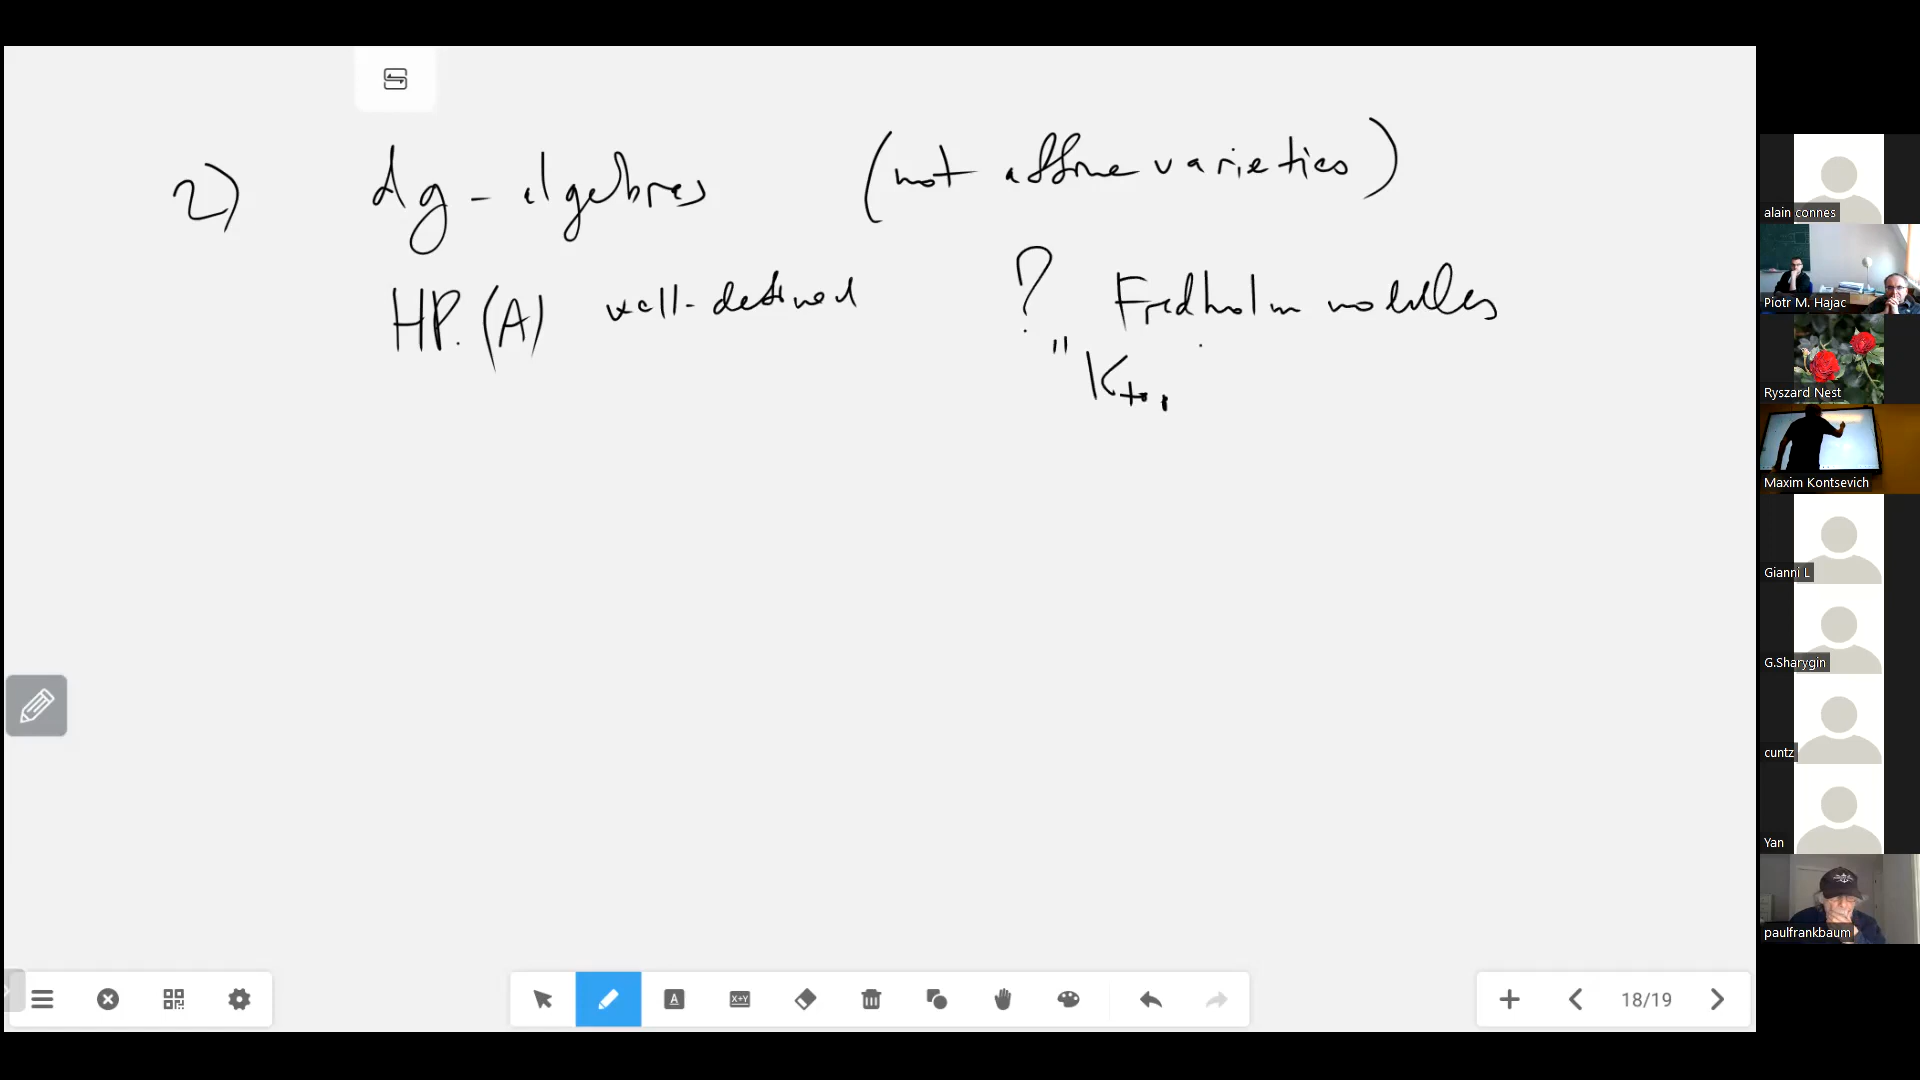 2) dg-algebras (not affine varieties)
HP.(A) well-defined ? Fredholm modules
"K
alain connes
Piotr M. Hajac
Ryszard Nest
Maxim Kontsevich
Gianni L
G.Sharygin
cuntz
Yan
paulfrankbaum
A
X+Y
18/19